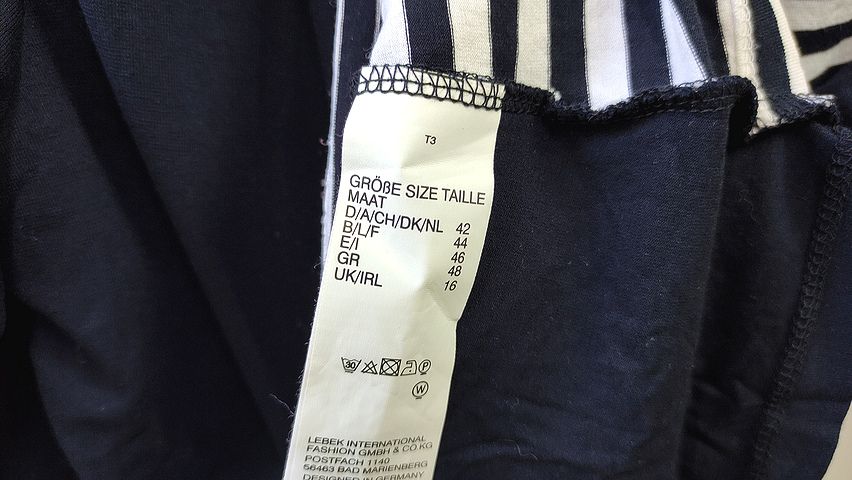 T3
GRÖßE SIZE TAILLE
MAAT
D/A/CH/DK/NL 42
B/L/F 44
E/I 46
GR 48
UK/IRL 16
30 P
W
LEBEK INTERNATIONAL
FASHION GMBH & CO.KG
POSTFACH 1140
56463 BAD MARIENBERG
DESIGNED IN GERMANY